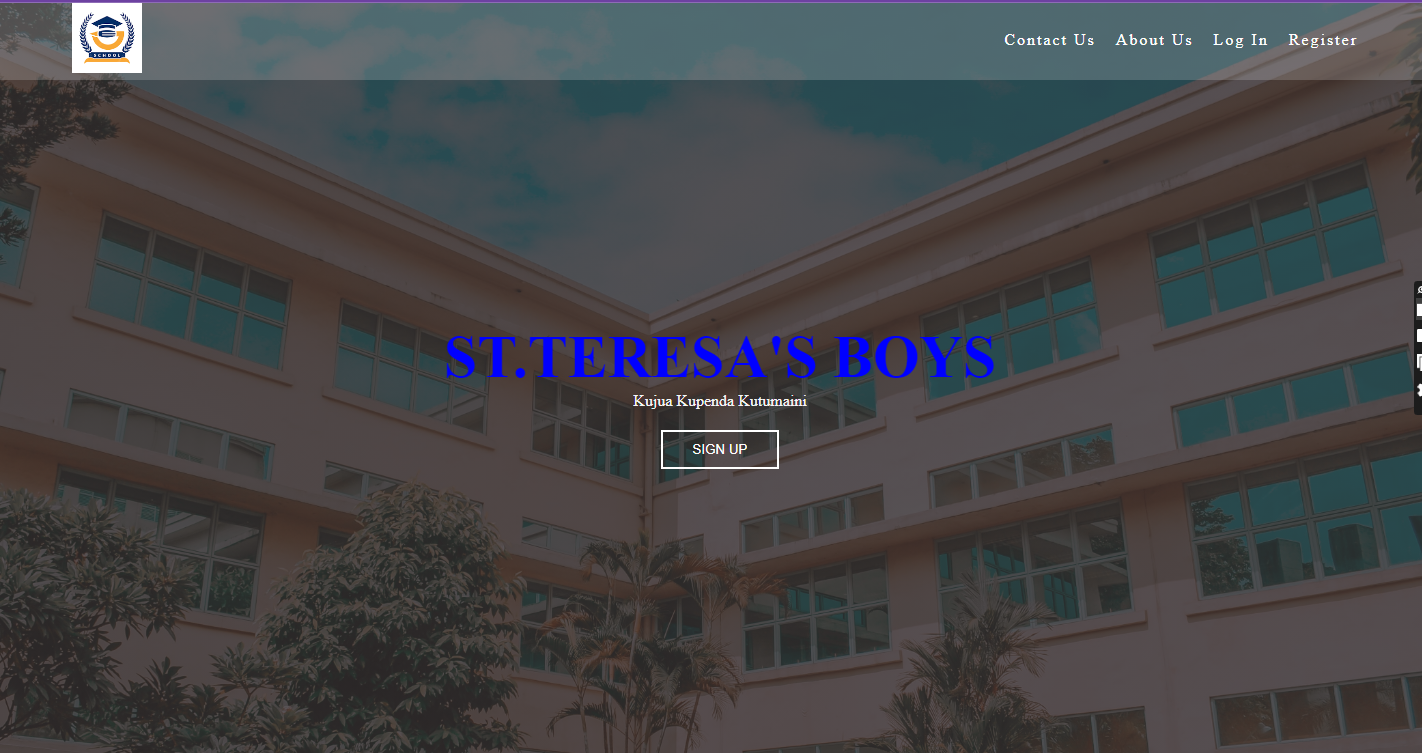 SCHOOL
Contact Us About Us Log In Register
ST.TERESA'S BOYS
Kujua Kupenda Kutumaini
SIGN UP